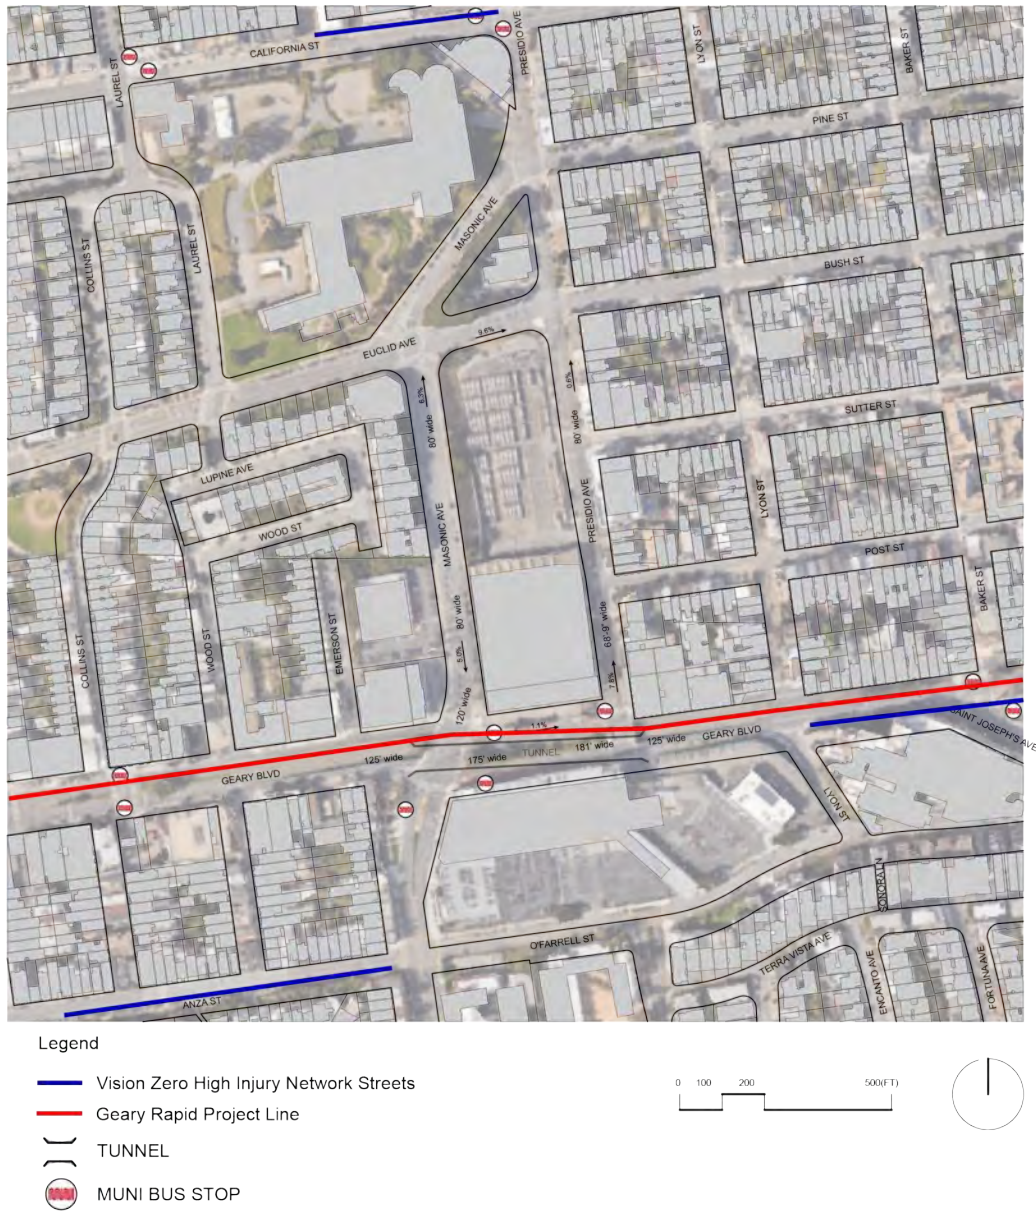 CALIFORNIA ST
PRESIDIO AVE
LYON ST
BAKER ST
LAUREL ST
PINE ST
MASONIC AVE
COLLINS ST
LAUREL ST
BUSH ST
9.6%
EUCLID AVE
6.3%
0.6%
80' wide
80' wide
SUTTER ST
LUPINE AVE
MASONIC AVE
PRESIDIO AVE
LYON ST
WOOD ST
POST ST
BAKER ST
80' wide
68'-9" wide
COLLINS ST
WOOD ST
EMERSON ST
5.0%
7.8%
120' wide
SAINT JOSEPH'S AVE
1.1%
125' wide
175' wide
TUNNEL
181' wide
125' wide
GEARY BLVD
GEARY BLVD
LYON ST
SONORA LN
O'FARRELL ST
TERRA VISTA AVE
ENCANTO AVE
FORTUNA AVE
ANZA ST
Legend
Vision Zero High Injury Network Streets
Geary Rapid Project Line
TUNNEL
MUNI BUS STOP
0 100 200 500(FT)